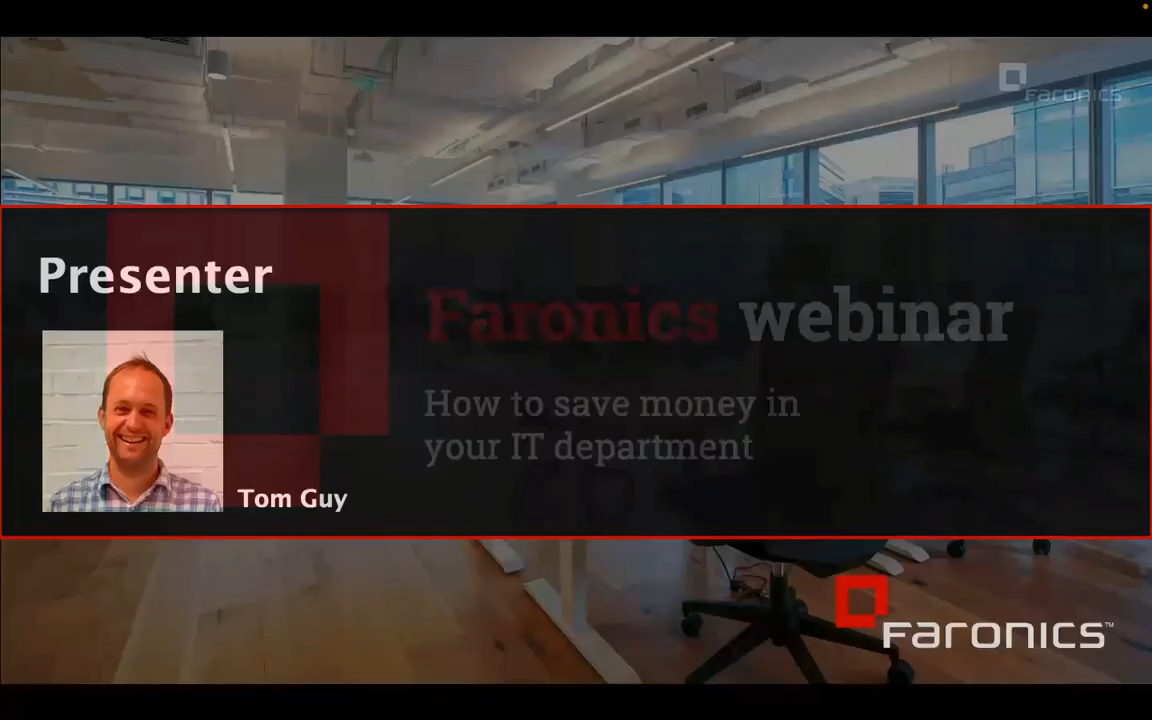 FARONICS
Presenter
Faronics webinar
How to save money in
your IT department
Tom Guy
FARONICS™